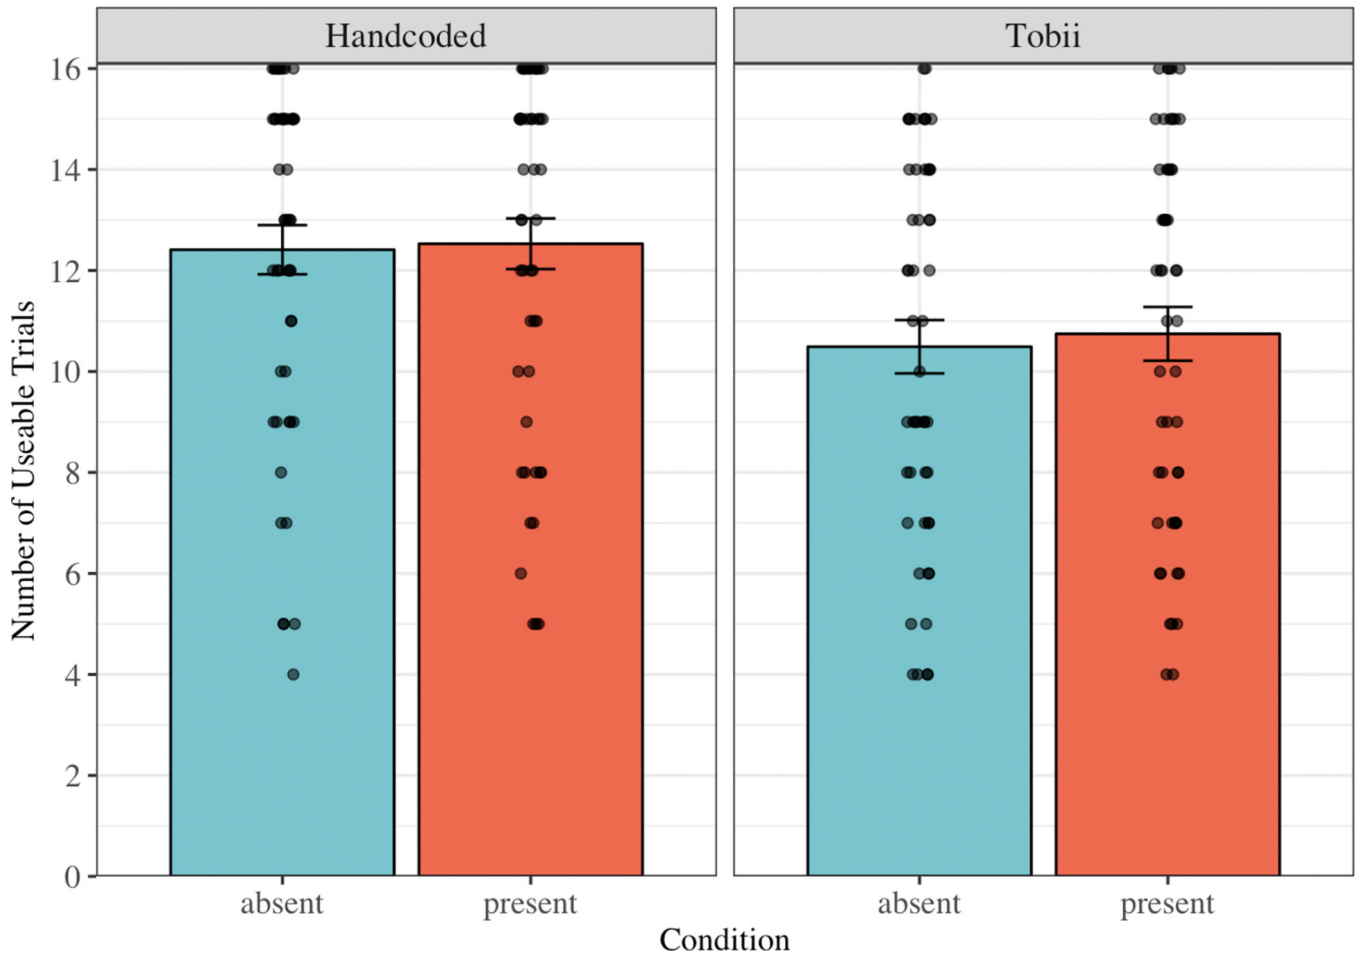 Handcoded
Tobii
Number of Useable Trials
16
14
12
10
8
6
4
2
0
absent
present
absent
present
Condition